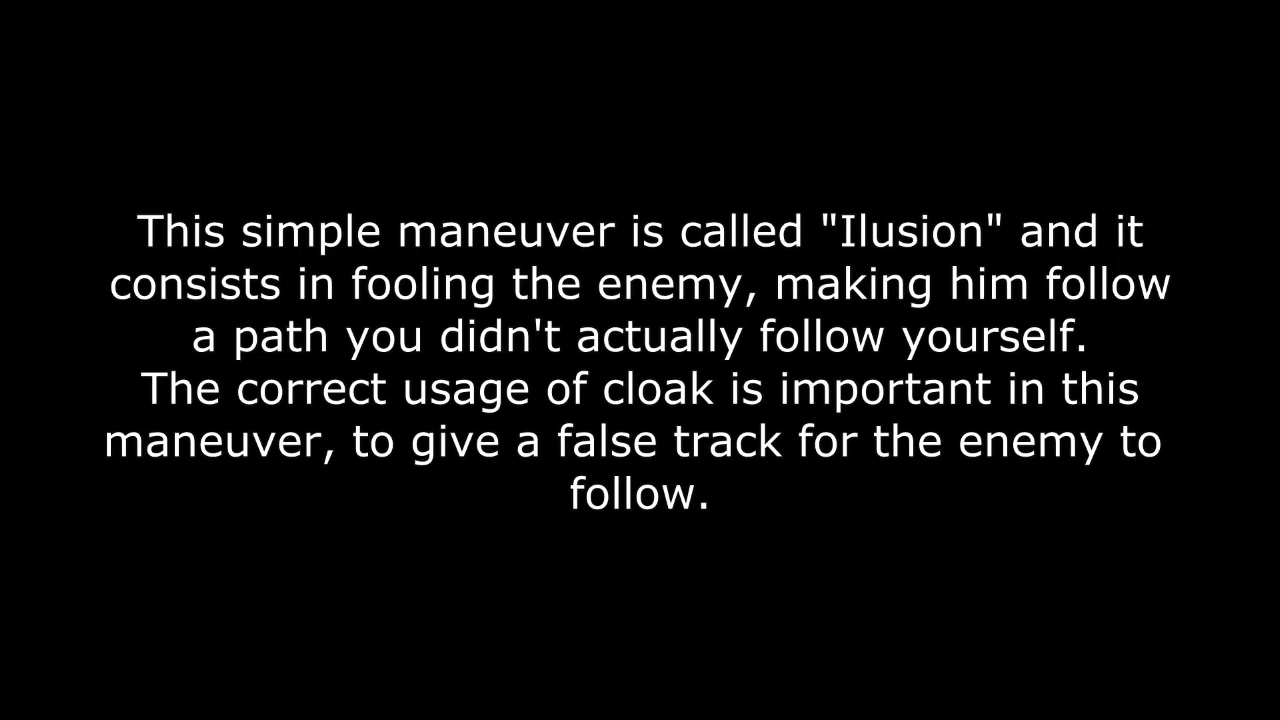 This simple maneuver is called "Ilusion" and it
consists in fooling the enemy, making him follow
a path you didn't actually follow yourself.
The correct usage of cloak is important in this
maneuver, to give a false track for the enemy to
follow.